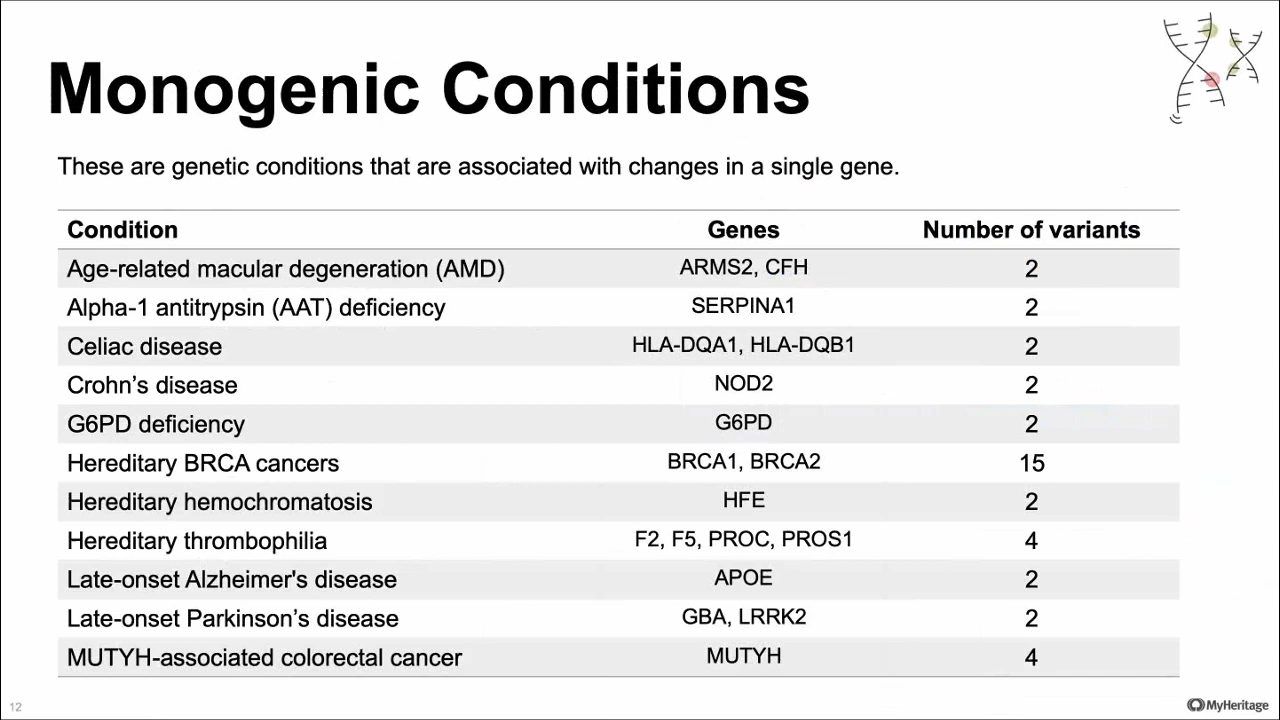 Monogenic Conditions
These are genetic conditions that are associated with changes in a single gene.
Condition Genes Number of variants
Age-related macular degeneration (AMD) ARMS2, CFH 2
Alpha-1 antitrypsin (AAT) deficiency SERPINA1 2
Celiac disease HLA-DQA1, HLA-DQB1 2
Crohn’s disease NOD2 2
G6PD deficiency G6PD 2
Hereditary BRCA cancers BRCA1, BRCA2 15
Hereditary hemochromatosis HFE 2
Hereditary thrombophilia F2, F5, PROC, PROS1 4
Late-onset Alzheimer's disease APOE 2
Late-onset Parkinson’s disease GBA, LRRK2 2
MUTYH-associated colorectal cancer MUTYH 4
12 MyHeritage